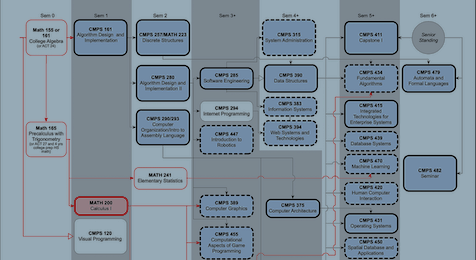 Sem 0
Sem 1
Sem 2
Sem 3+
Sem 4+
Sem 5+
Sem 6+
Math 155 or
161
College Algebra
(or ACT 24)
CMPS 161
Algorithm Design and
Implementation
CMPS 257/MATH 223
Discrete Structures
CMPS 315
System Administration
CMPS 411
Capstone I
Senior
Standing
CMPS 280
Algorithm Design and
Implementation II
CMPS 285
Software Engineering
CMPS 390
Data Structures
CMPS 434
Fundamental
Algorithms
CMPS 479
Automata and
Formal Languages
CMPS 294
Internet Programming
CMPS 383
Information Systems
CMPS 415
Integrated
Technologies for
Enterprise Systems
CMPS 290/293
Computer
Organization/Intro to
Assembly Language
Math 165
Precalculus with
Trigonometry
CMPS 447
Introduction to
Robotics
CMPS 394
Web Systems and
Technologies
CMPS 439
Database Systems
CMPS 470
Machine Learning
CMPS 482
Seminar
MATH 241
Elementary Statistics
CMPS 420
Human Computer
Interaction
MATH 200
Calculus I
CMPS 389
Computer Graphics
CMPS 375
Computer Architecture
CMPS 431
Operating Systems
CMPS 120
Visual Programming
CMPS 455
Computational
Aspects of Game
Programming
CMPS 450
Spatial Database
and Applications